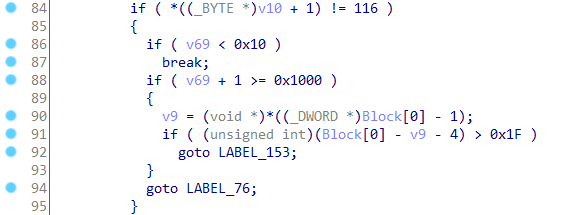 84 if ( *((_BYTE *)v10 + 1) != 116 )
85 {
86 if ( v69 < 0x10 )
87 break;
88 if ( v69 + 1 >= 0x1000 )
89 {
90 v9 = (void *)*((_DWORD *)Block[0] - 1);
91 if ( (unsigned int)(Block[0] - v9 - 4) > 0x1F )
92 goto LABEL_153;
93 }
94 goto LABEL_76;
95 }